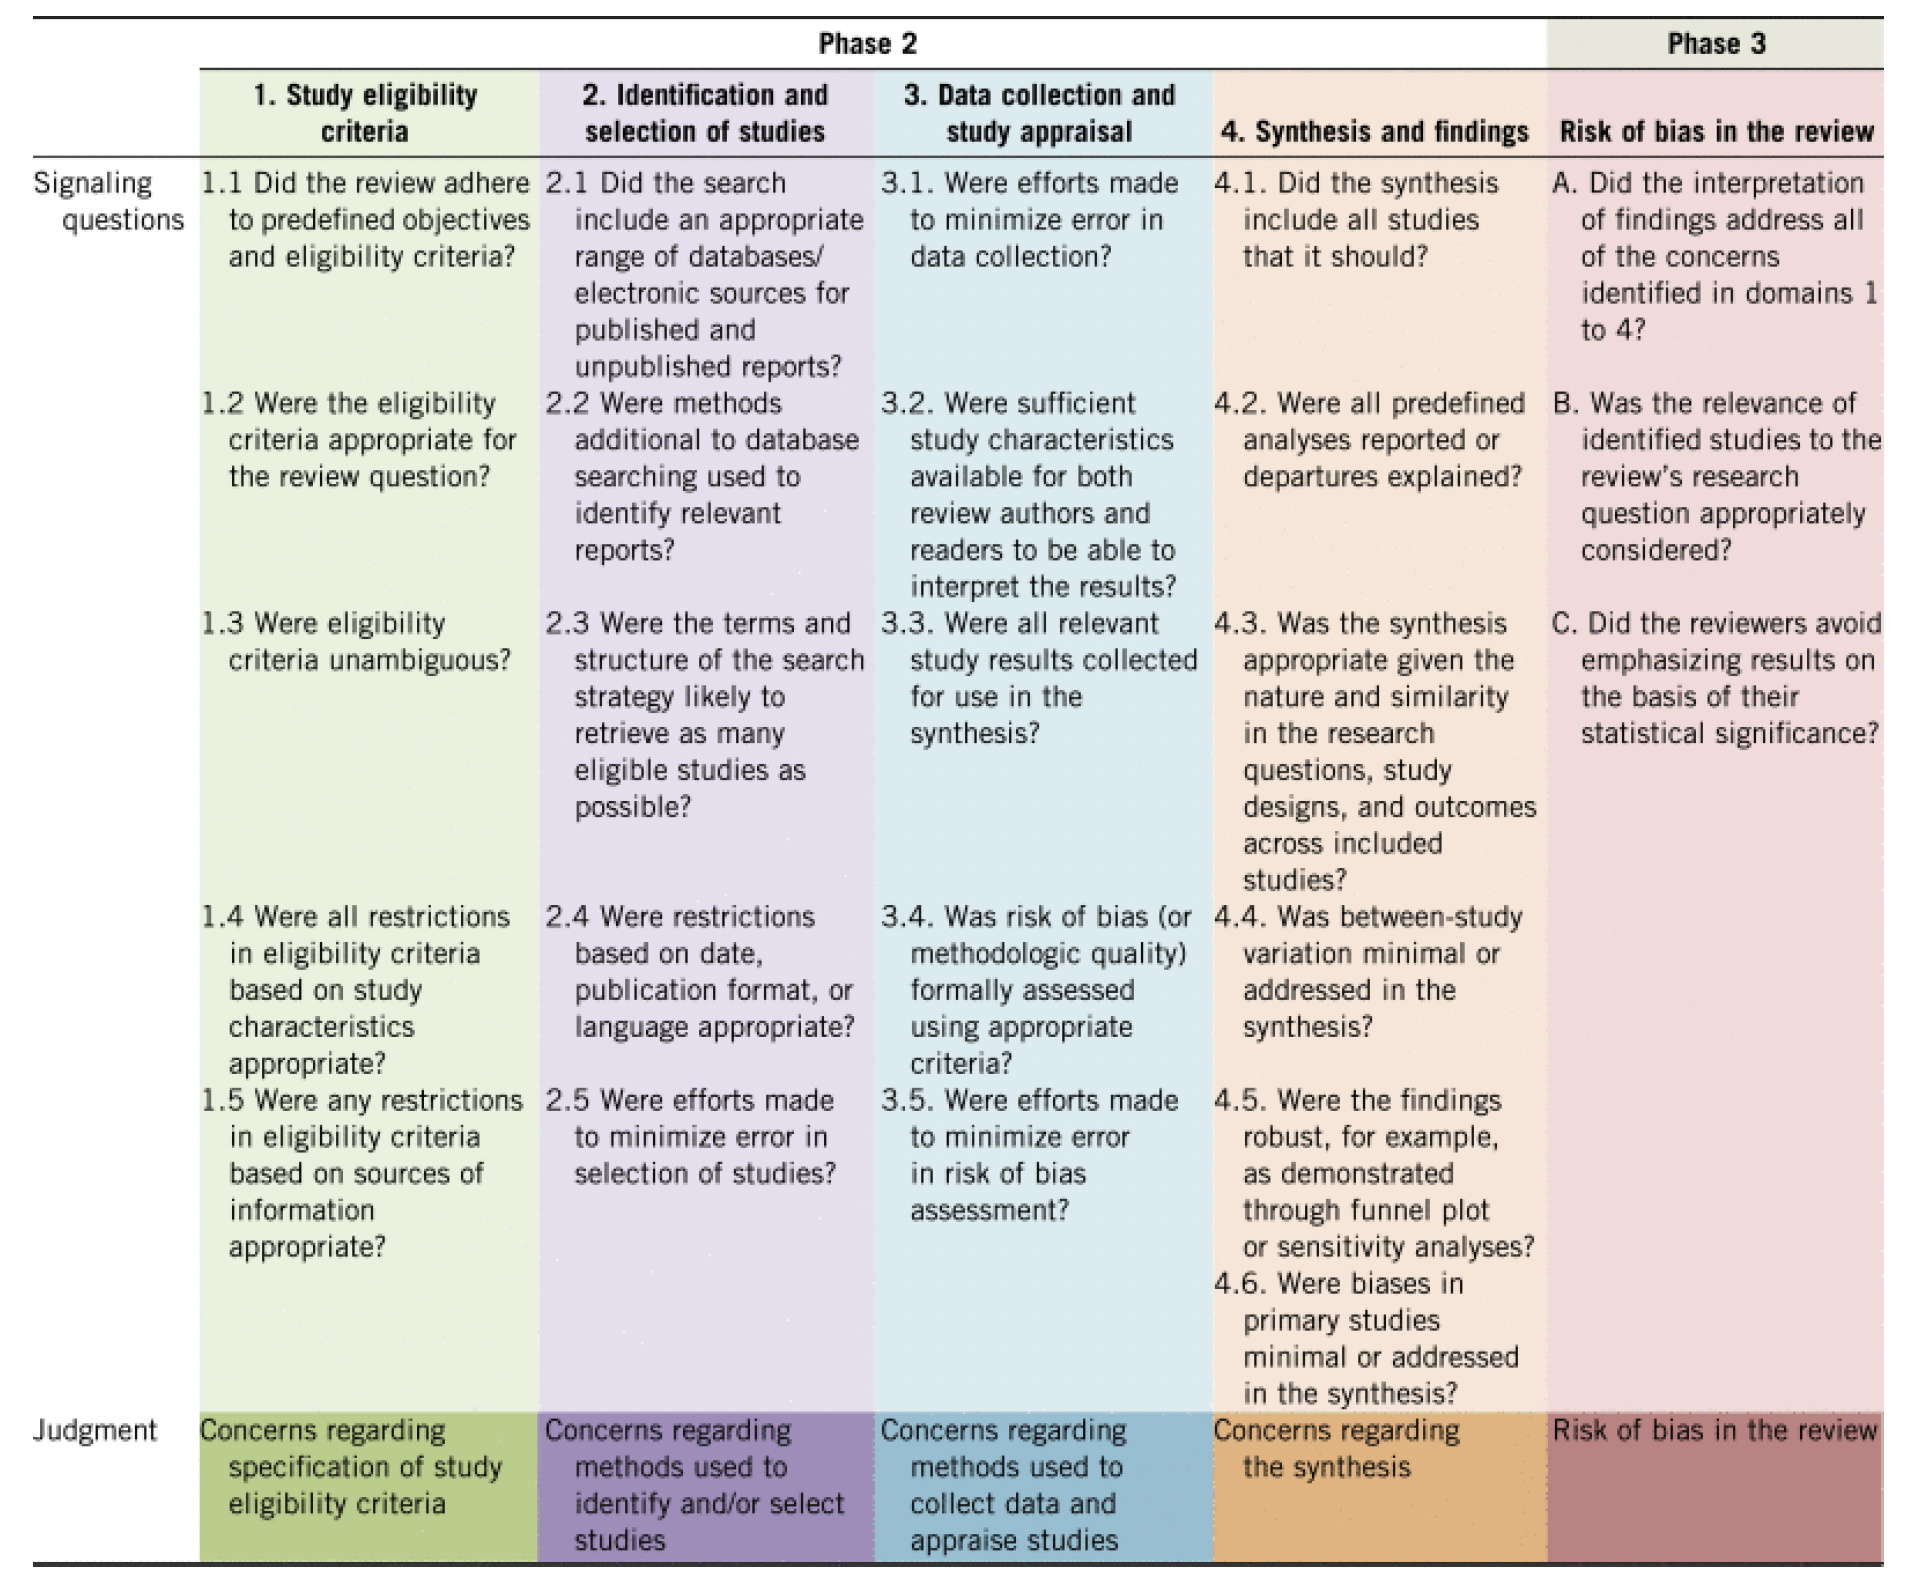 Phase 2
Phase 3
1. Study eligibility
criteria
2. Identification and
selection of studies
3. Data collection and
study appraisal
4. Synthesis and findings
Risk of bias in the review
Signaling
questions
1.1 Did the review adhere
to predefined objectives
and eligibility criteria?
2.1 Did the search
include an appropriate
range of databases/
electronic sources for
published and
unpublished reports?
3.1. Were efforts made
to minimize error in
data collection?
4.1. Did the synthesis
include all studies
that it should?
A. Did the interpretation
of findings address all
of the concerns
identified in domains 1
to 4?
1.2 Were the eligibility
criteria appropriate for
the review question?
2.2 Were methods
additional to database
searching used to
identify relevant
reports?
3.2. Were sufficient
study characteristics
available for both
review authors and
readers to be able to
interpret the results?
4.2. Were all predefined
analyses reported or
departures explained?
B. Was the relevance of
identified studies to the
review's research
question appropriately
considered?
1.3 Were eligibility
criteria unambiguous?
2.3 Were the terms and
structure of the search
strategy likely to
retrieve as many
eligible studies as
possible?
3.3. Were all relevant
study results collected
for use in the
synthesis?
4.3. Was the synthesis
appropriate given the
nature and similarity
in the research
questions, study
designs, and outcomes
across included
studies?
C. Did the reviewers avoid
emphasizing results on
the basis of their
statistical significance?
1.4 Were all restrictions
in eligibility criteria
based on study
characteristics
appropriate?
2.4 Were restrictions
based on date,
publication format, or
language appropriate?
3.4. Was risk of bias (or
methodologic quality)
formally assessed
using appropriate
criteria?
4.4. Was between-study
variation minimal or
addressed in the
synthesis?
1.5 Were any restrictions
in eligibility criteria
based on sources of
information
appropriate?
2.5 Were efforts made
to minimize error in
selection of studies?
3.5. Were efforts made
to minimize error
in risk of bias
assessment?
4.5. Were the findings
robust, for example,
as demonstrated
through funnel plot
or sensitivity analyses?
4.6. Were biases in
primary studies
minimal or addressed
in the synthesis?
Judgment
Concerns regarding
specification of study
eligibility criteria
Concerns regarding
methods used to
identify and/or select
studies
Concerns regarding
methods used to
collect data and
appraise studies
Concerns regarding
the synthesis
Risk of bias in the review